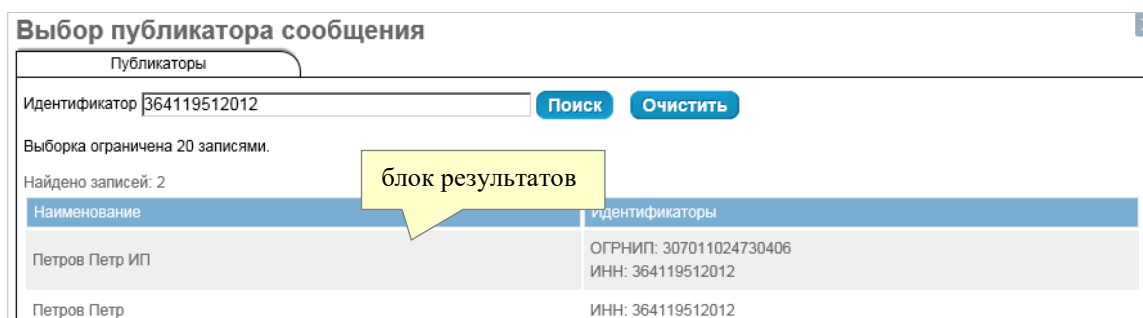 Выбор публикатора сообщения
Публикаторы
Идентификатор 364119512012 Поиск Очистить
Выборка ограничена 20 записями.
Найдено записей: 2
блок результатов
Наименование Идентификаторы
Петров Петр ИП ОГРНИП: 307011024730406
ИНН: 364119512012
Петров Петр ИНН: 364119512012